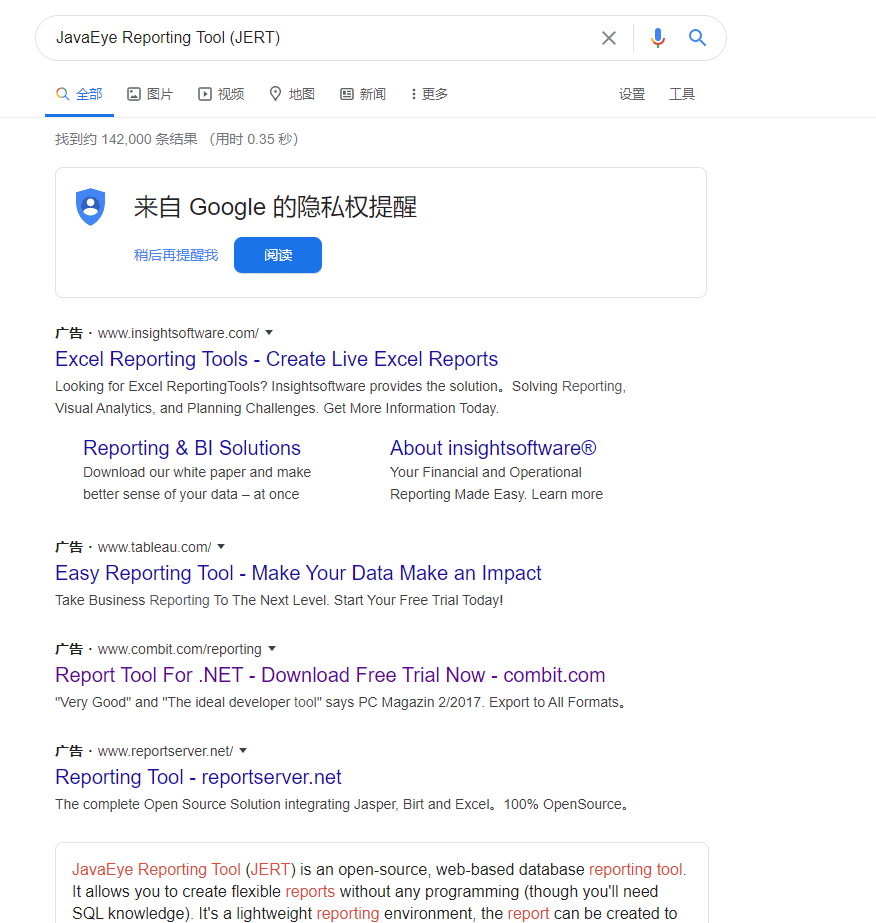 JavaEye Reporting Tool (JERT)
全部 图片 视频 地图 新闻 更多 设置 工具
找到约 142,000 条结果 （用时 0.35 秒）
来自 Google 的隐私权提醒
稍后再提醒我 阅读
广告 · www.insightsoftware.com/
Excel Reporting Tools - Create Live Excel Reports
Looking for Excel ReportingTools? Insightsoftware provides the solution。Solving Reporting,
Visual Analytics, and Planning Challenges. Get More Information Today.
Reporting & BI Solutions
Download our white paper and make
better sense of your data – at once
About insightsoftware®
Your Financial and Operational
Reporting Made Easy. Learn more
广告 · www.tableau.com/
Easy Reporting Tool - Make Your Data Make an Impact
Take Business Reporting To The Next Level. Start Your Free Trial Today!
广告 · www.combit.com/reporting
Report Tool For .NET - Download Free Trial Now - combit.com
"Very Good" and "The ideal developer tool" says PC Magazin 2/2017. Export to All Formats。
广告 · www.reportserver.net/
Reporting Tool - reportserver.net
The complete Open Source Solution integrating Jasper, Birt and Excel。100% OpenSource。
JavaEye Reporting Tool (JERT) is an open-source, web-based database reporting tool.
It allows you to create flexible reports without any programming (though you'll need
SQL knowledge). It's a lightweight reporting environment, the report can be created to